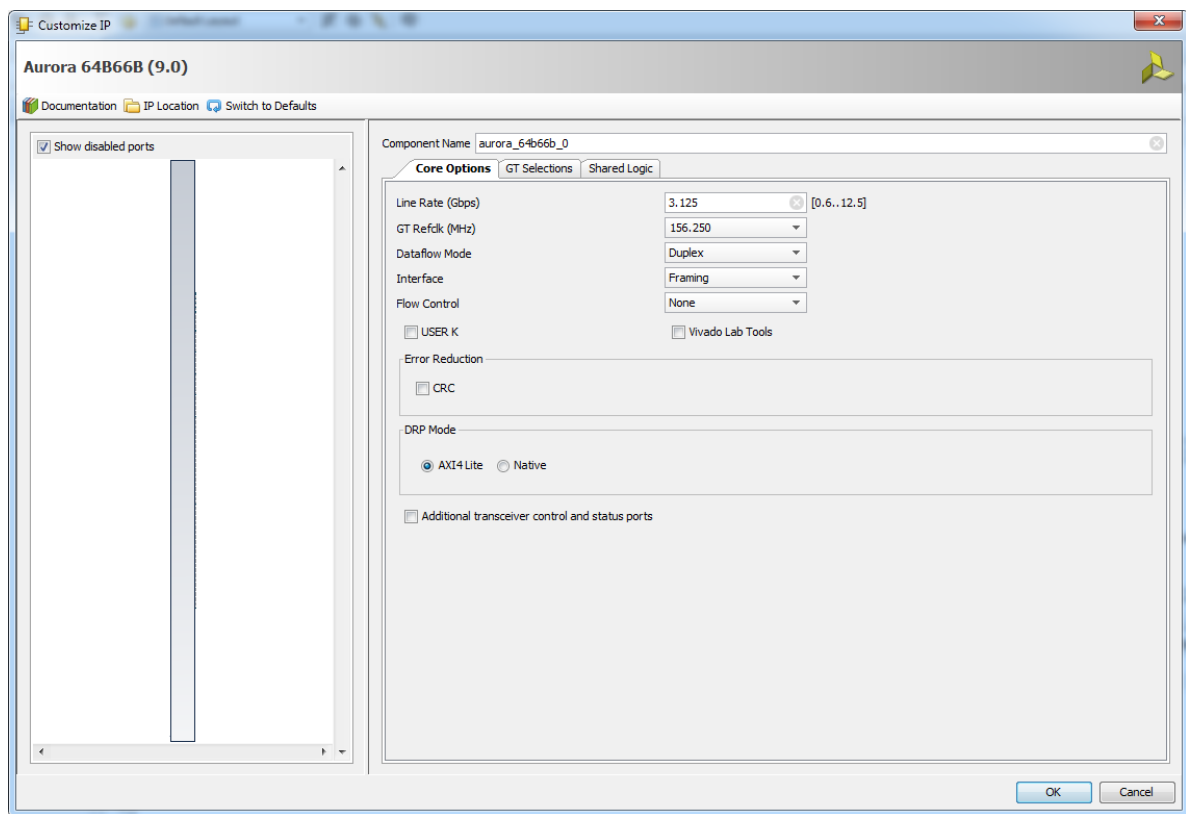 Customize IP
Aurora 64B66B (9.0)
Documentation IP Location Switch to Defaults
Show disabled ports
Component Name aurora_64b66b_0
Core Options GT Selections Shared Logic
Line Rate (Gbps) 3.125 [0.6..12.5]
GT Refclk (MHz) 156.250
Dataflow Mode Duplex
Interface Framing
Flow Control None
USER K Vivado Lab Tools
Error Reduction
CRC
DRP Mode
AXI4 Lite Native
Additional transceiver control and status ports
OK Cancel